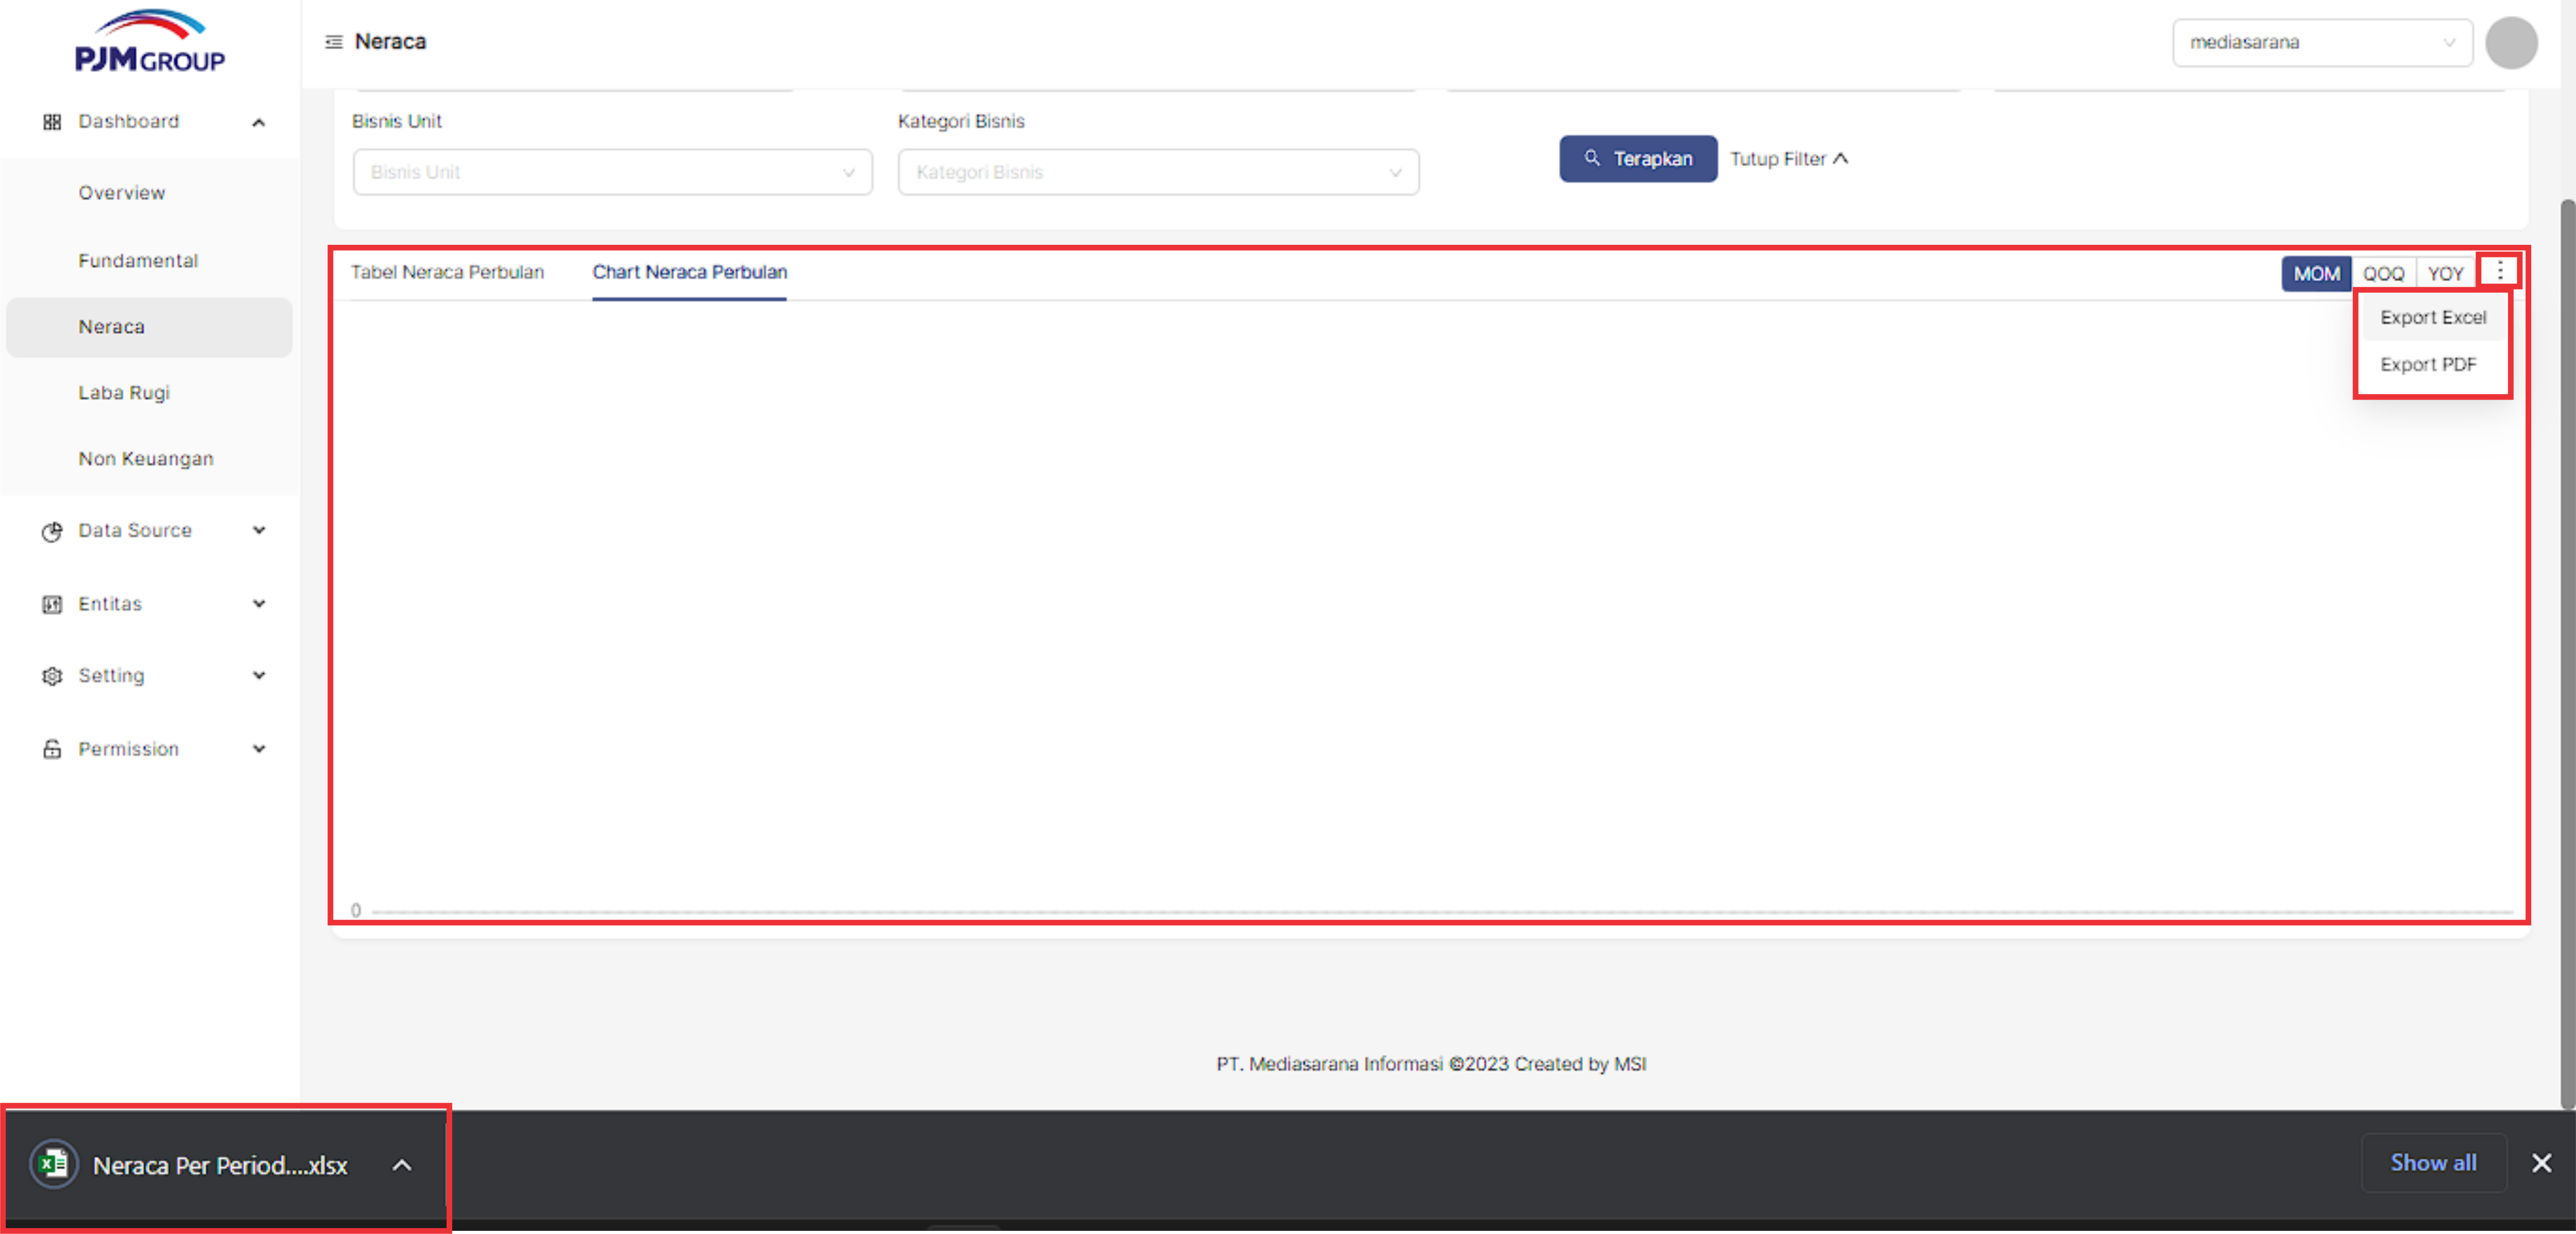 PJM GROUP
Neraca
mediasarana
Dashboard
Overview
Fundamental
Neraca
Laba Rugi
Non Keuangan
Data Source
Entitas
Setting
Permission
Bisnis Unit
Kategori Bisnis
Bisnis Unit
Kategori Bisnis
Terapkan
Tutup Filter
Tabel Neraca Perbulan
Chart Neraca Perbulan
MOM
QOQ
YOY
Export Excel
Export PDF
0
PT. Mediasarana Informasi ©2023 Created by MSI
Neraca Per Period....xlsx
Show all